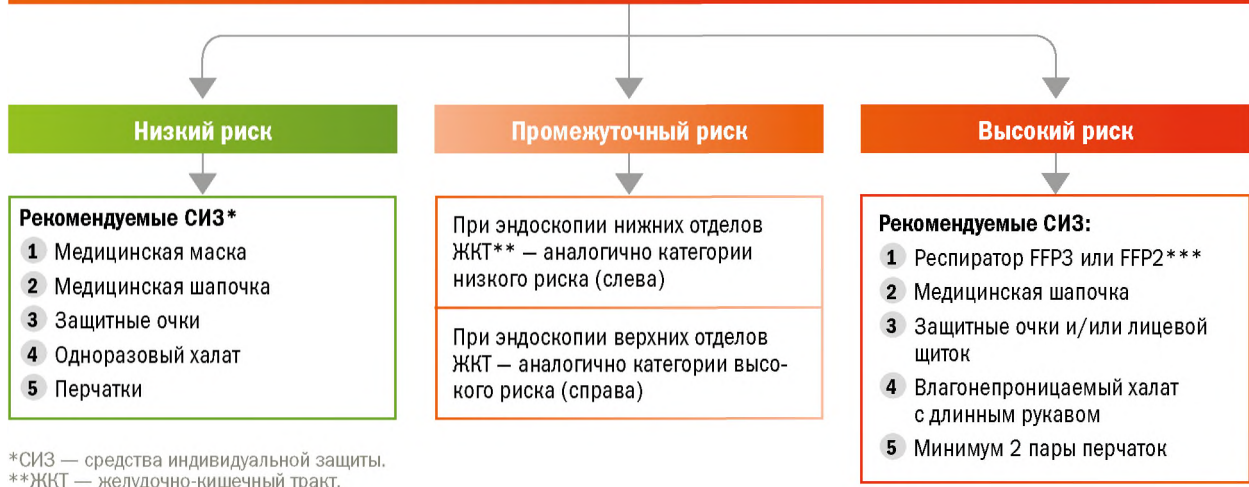 Низкий риск
Промежуточный риск
Высокий риск
Рекомендуемые СИЗ*
1 Медицинская маска
2 Медицинская шапочка
3 Защитные очки
4 Одноразовый халат
5 Перчатки
При эндоскопии нижних отделов
ЖКТ** — аналогично категории
низкого риска (слева)
При эндоскопии верхних отделов
ЖКТ — аналогично категории высо-
кого риска (справа)
Рекомендуемые СИЗ:
1 Респиратор FFP3 или FFP2***
2 Медицинская шапочка
3 Защитные очки и/или лицевой
щиток
4 Влагонепроницаемый халат
с длинным рукавом
5 Минимум 2 пары перчаток
*СИЗ — средства индивидуальной защиты.
**ЖКТ — желудочно-кишечный тракт.